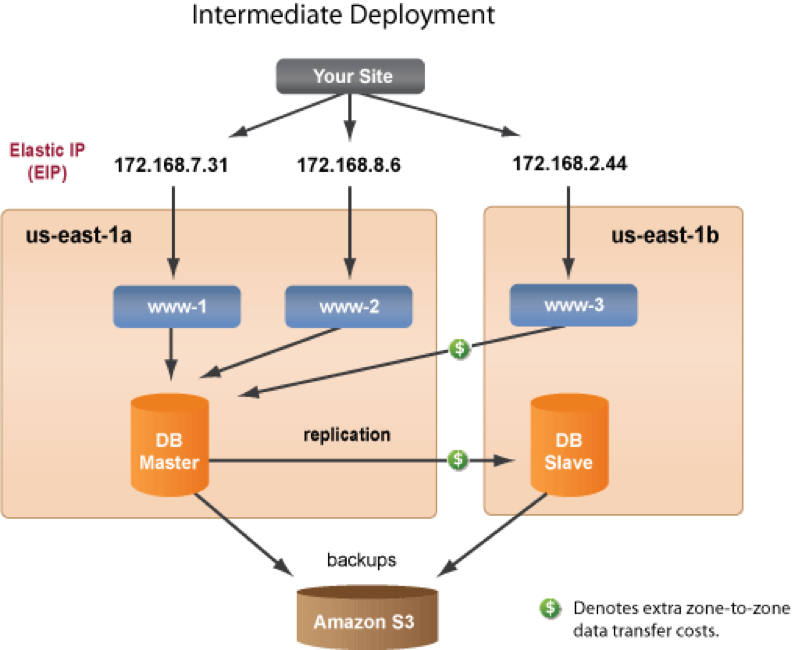 Intermediate Deployment
Your Site
Elastic IP
(EIP)
172.168.7.31
172.168.8.6
172.168.2.44
us-east-1a
us-east-1b
www-1
www-2
www-3
$
DB
Master
replication
$
DB
Slave
backups
Amazon S3
$ Denotes extra zone-to-zone
data transfer costs.